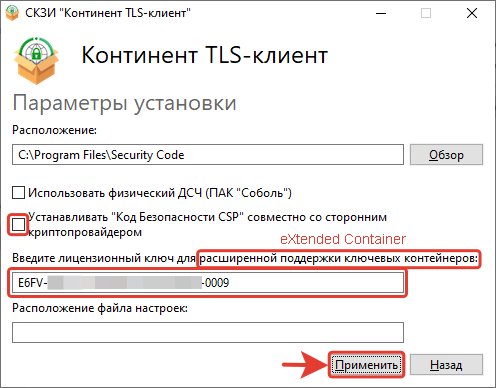 СКЗИ "Континент TLS-клиент"
Континент TLS-клиент
Параметры установки
Расположение:
C:\Program Files\Security Code
Обзор
Использовать физический ДСЧ (ПАК "Соболь")
Устанавливать "Код Безопасности CSP" совместно со сторонним
криптопровайдером
eXtended Container
Введите лицензионный ключ для расширенной поддержки ключевых контейнеров:
E6FV- -0009
Расположение файла настроек:
Применить
Назад